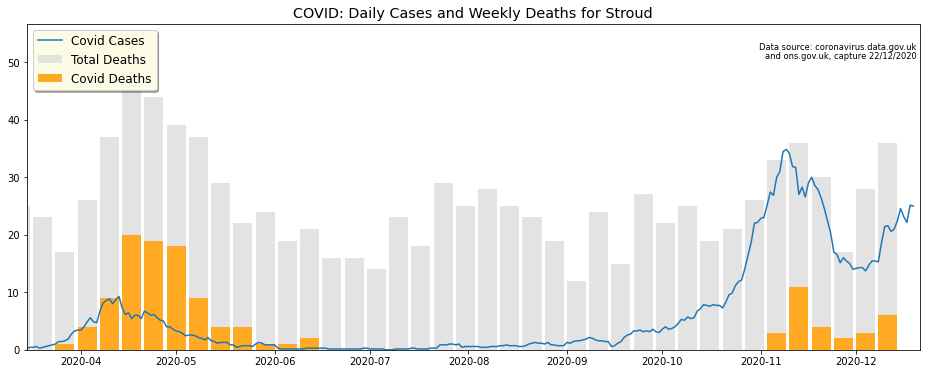 COVID: Daily Cases and Weekly Deaths for Stroud
Covid Cases
Total Deaths
Covid Deaths
Data source: coronavirus.data.gov.uk
and ons.gov.uk, capture 22/12/2020
50
40
30
20
10
0
2020-04 2020-05 2020-06 2020-07 2020-08 2020-09 2020-10 2020-11 2020-12